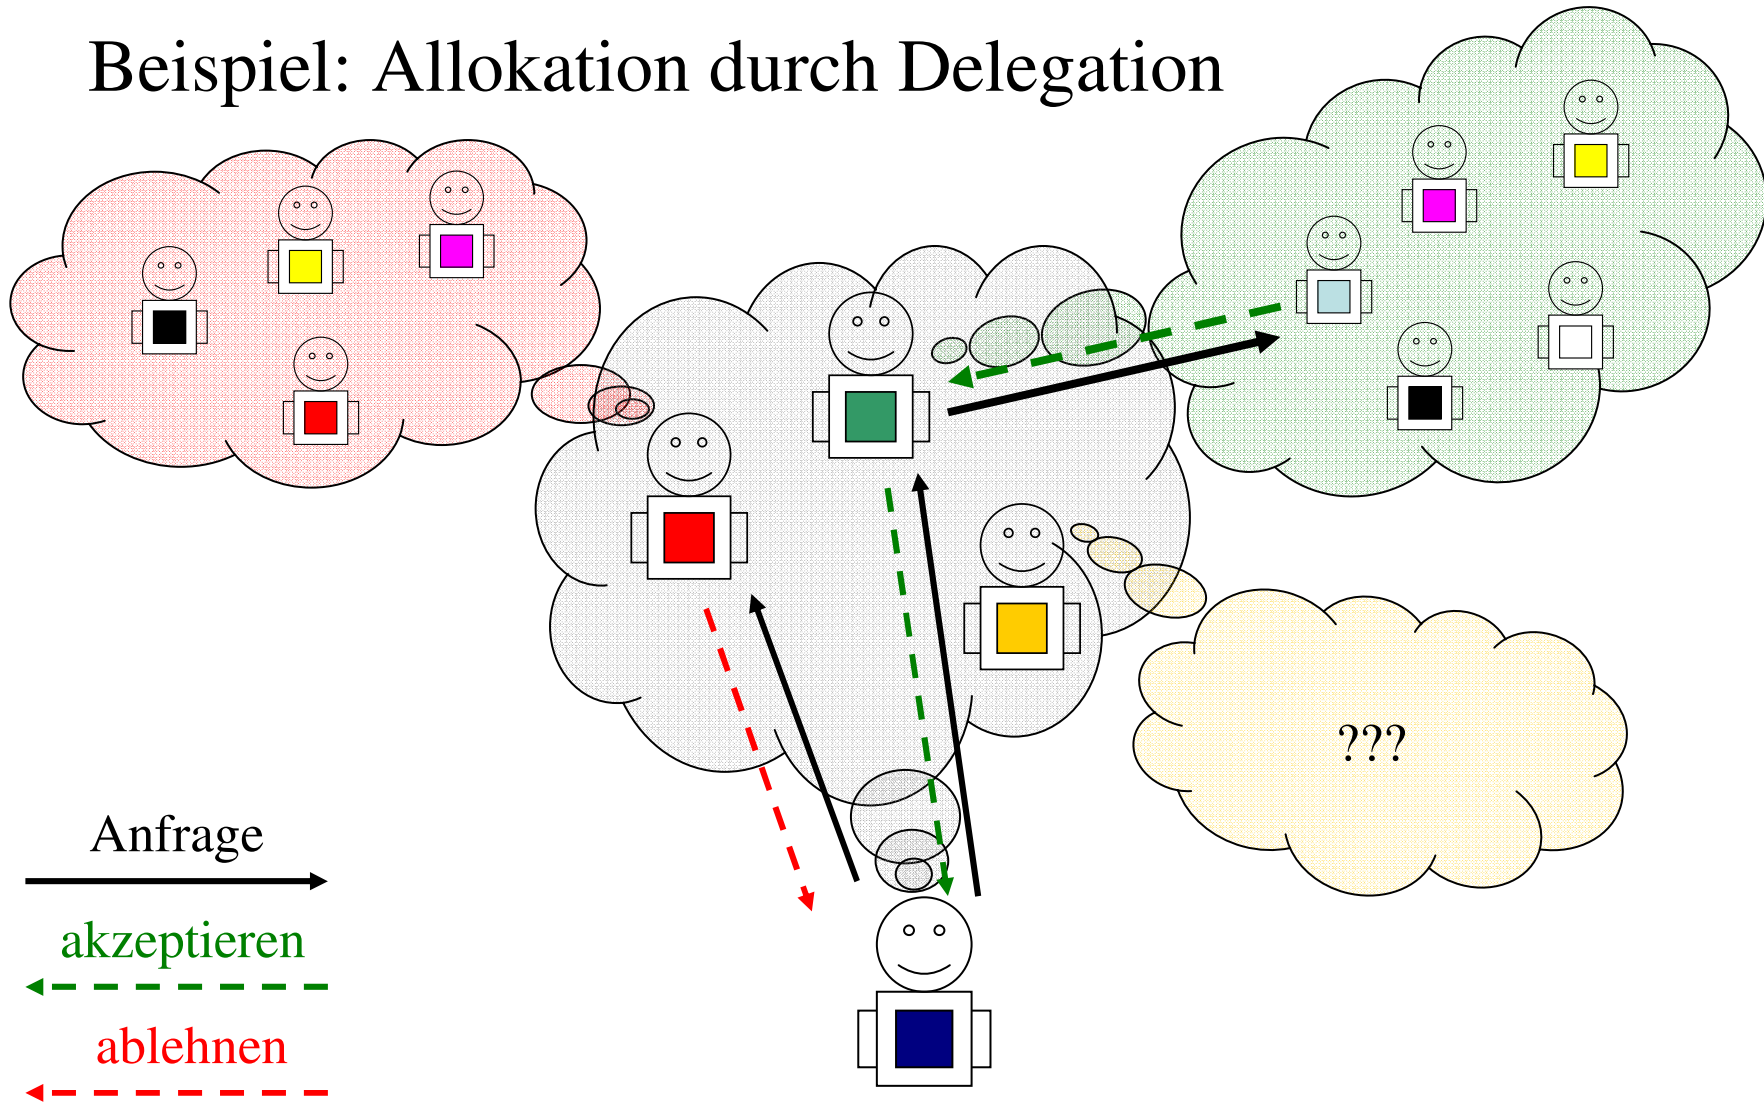 Beispiel: Allokation durch Delegation
???
Anfrage
akzeptieren
ablehnen